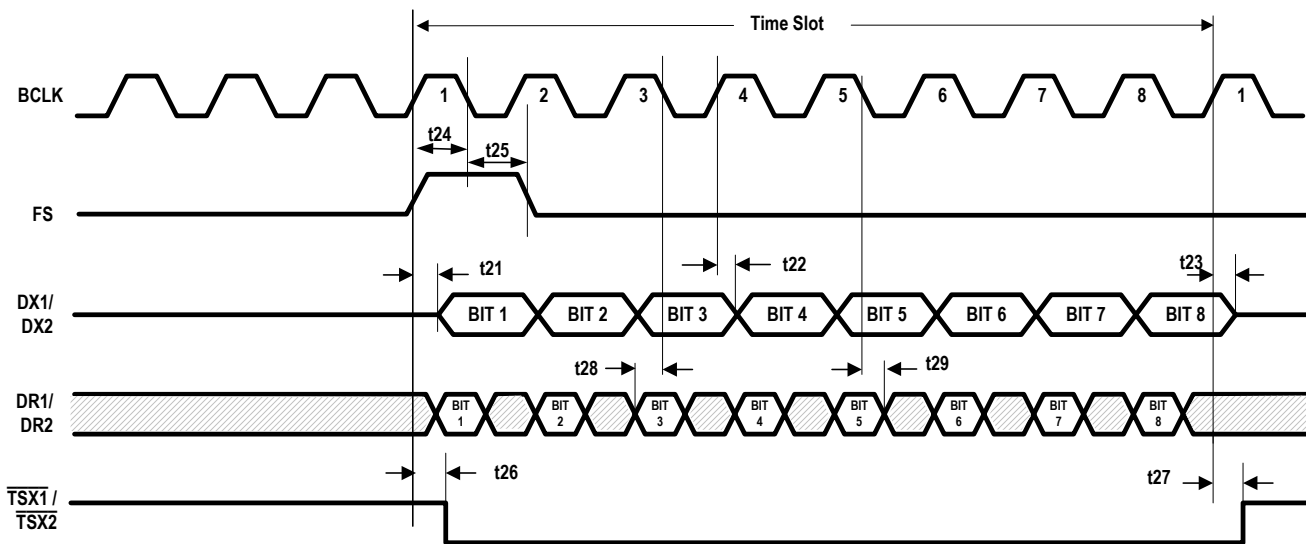 Time Slot
BCLK
1 2 3 4 5 6 7 8 1
t24
t25
FS
t21
t22
t23
DX1/
DX2
BIT 1 BIT 2 BIT 3 BIT 4 BIT 5 BIT 6 BIT 7 BIT 8
t28
t29
DR1/
DR2
BIT 1 BIT 2 BIT 3 BIT 4 BIT 5 BIT 6 BIT 7 BIT 8
t26
t27
TSX1 /
TSX2